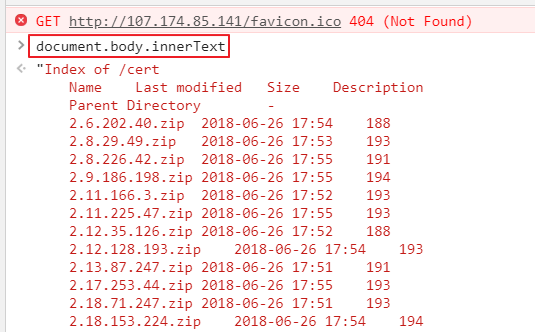 GET http://107.174.85.141/favicon.ico 404 (Not Found)
> document.body.innerText
"Index of /cert
Name Last modified Size Description
Parent Directory -
2.6.202.40.zip 2018-06-26 17:54 188
2.8.29.49.zip 2018-06-26 17:53 193
2.8.226.42.zip 2018-06-26 17:55 191
2.9.186.198.zip 2018-06-26 17:55 194
2.11.166.3.zip 2018-06-26 17:52 193
2.11.225.47.zip 2018-06-26 17:55 193
2.12.35.126.zip 2018-06-26 17:52 188
2.12.128.193.zip 2018-06-26 17:54 193
2.13.87.247.zip 2018-06-26 17:51 191
2.17.253.44.zip 2018-06-26 17:55 193
2.18.71.247.zip 2018-06-26 17:51 193
2.18.153.224.zip 2018-06-26 17:54 194